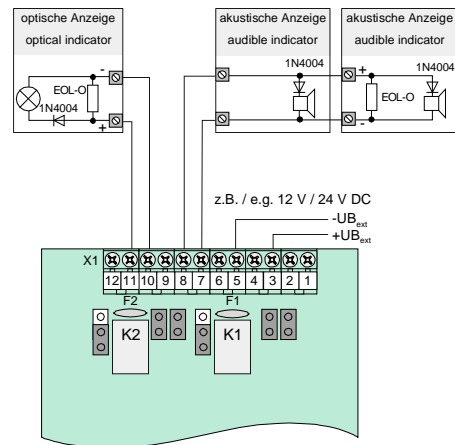 optische Anzeige
optical indicator
akustische Anzeige
audible indicator
akustische Anzeige
audible indicator
-
EOL-O
1N4004
+
1N4004
+
EOL-O
-
1N4004
z.B. / e.g. 12 V / 24 V DC
-UBext
+UBext
X1
12 11 10 9 8 7 6 5 4 3 2 1
F2 F1
K2 K1